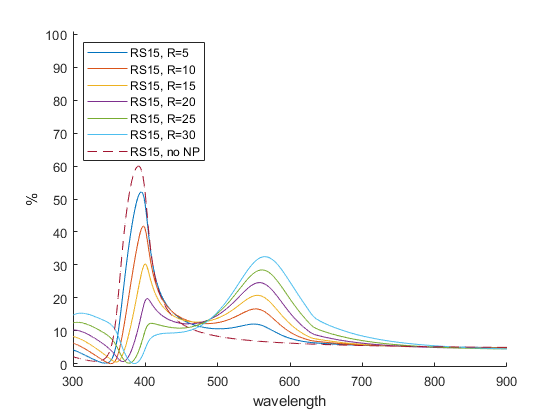 100
90
80
70
60
50
40
30
20
10
0
%
RS15, R=5
RS15, R=10
RS15, R=15
RS15, R=20
RS15, R=25
RS15, R=30
RS15, no NP
300 400 500 600 700 800 900
wavelength